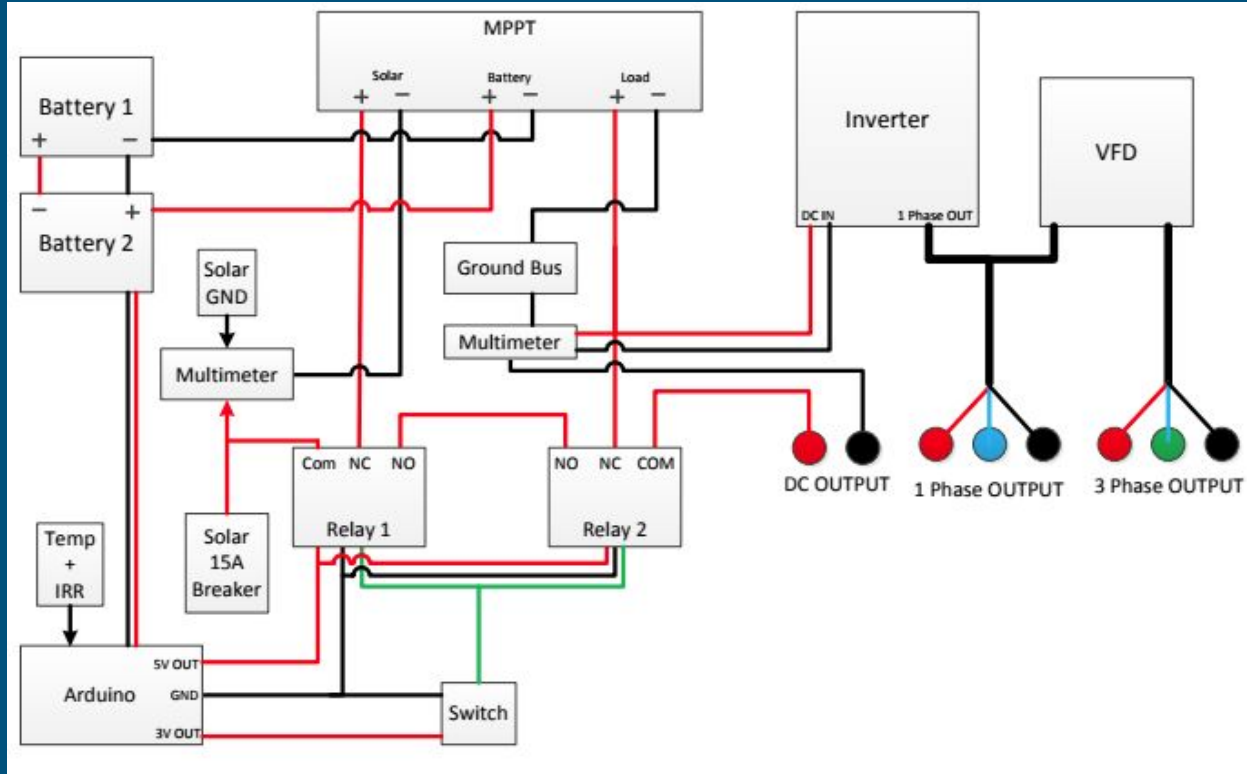 MPPT
Solar
Battery
Load
+ − + − + −
Battery 1
+ −
− +
Battery 2
Inverter
DC IN
1 Phase OUT
VFD
Solar
GND
Ground Bus
Multimeter
Multimeter
Com NC NO
Relay 1
NO NC COM
Relay 2
DC OUTPUT
1 Phase OUTPUT
3 Phase OUTPUT
Solar
15A
Breaker
Temp
+
IRR
Arduino
5V OUT
GND
3V OUT
Switch